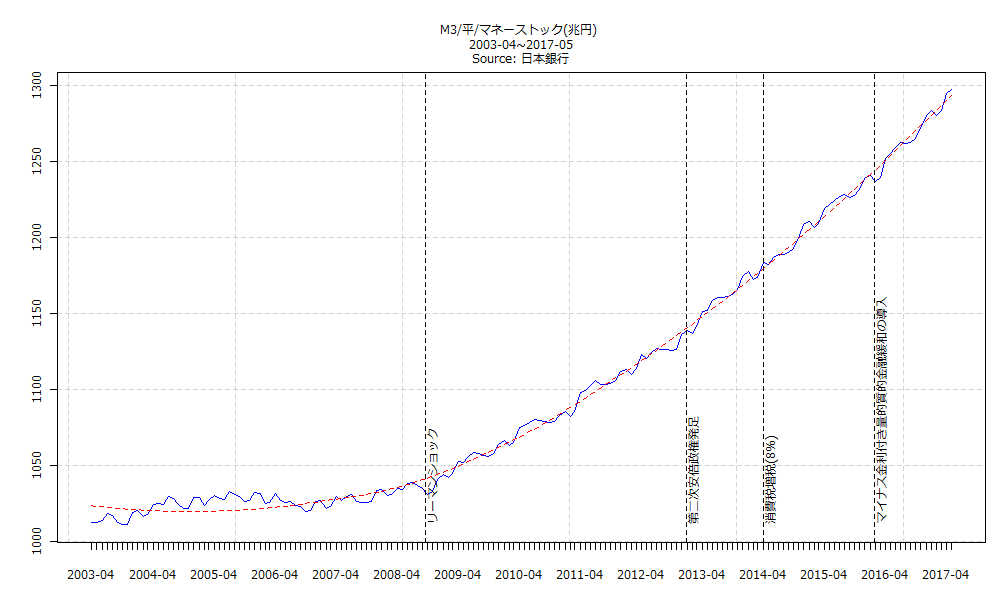 M3/平/マネーストック(兆円)
2003-04~2017-05
Source: 日本銀行
1300
1250
1200
1150
1100
1050
1000
リーマンショック
第二次安倍政権発足
消費税増税(8%)
マイナス金利付き量的質的金融緩和の導入
2003-04 2004-04 2005-04 2006-04 2007-04 2008-04 2009-04 2010-04 2011-04 2012-04 2013-04 2014-04 2015-04 2016-04 2017-04